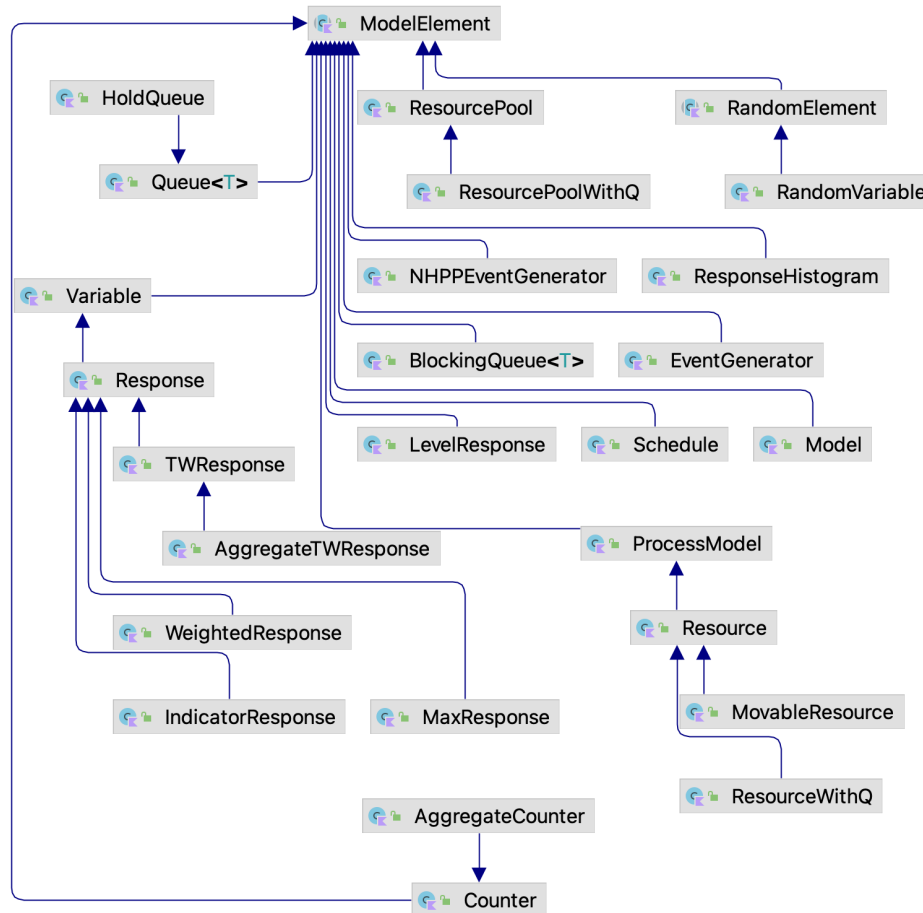 ModelElement
HoldQueue
ResourcePool
RandomElement
Queue<T>
ResourcePoolWithQ
RandomVariable
NHPPEventGenerator
ResponseHistogram
Variable
BlockingQueue<T>
EventGenerator
Response
LevelResponse
Schedule
Model
TWResponse
AggregateTWResponse
ProcessModel
WeightedResponse
Resource
IndicatorResponse
MaxResponse
MovableResource
ResourceWithQ
AggregateCounter
Counter